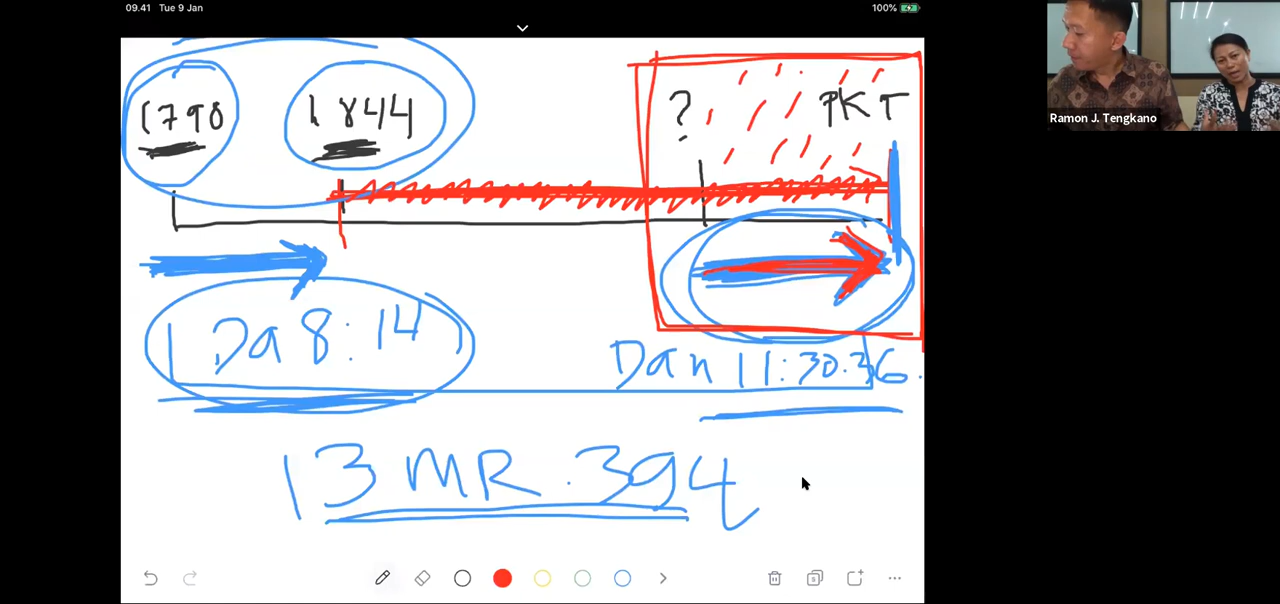 09.41 Tue 9 Jan
100%
1798 1844 ? PKT
Da 8:14
Dan 11:30.36.
13 MR. 394
Ramon J. Tengkano